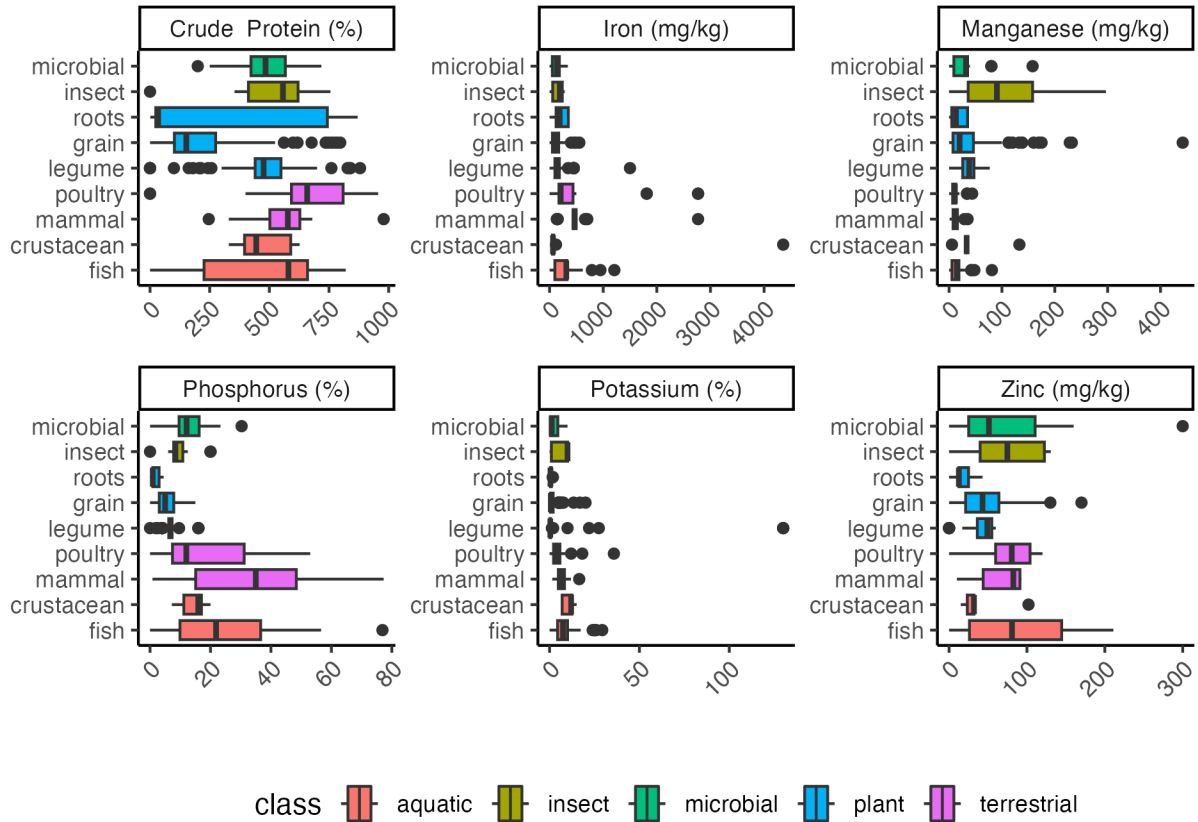 Crude  Protein (%)
Iron (mg/kg)
Manganese (mg/kg)
microbial
insect
roots
grain
legume
poultry
mammal
crustacean
fish
0
250
500
750
1000
microbial
insect
roots
grain
legume
poultry
mammal
crustacean
fish
0
1000
2000
3000
4000
microbial
insect
roots
grain
legume
poultry
mammal
crustacean
fish
0
100
200
300
400
Phosphorus (%)
Potassium (%)
Zinc (mg/kg)
microbial
insect
roots
grain
legume
poultry
mammal
crustacean
fish
0
20
40
60
80
microbial
insect
roots
grain
legume
poultry
mammal
crustacean
fish
0
50
100
microbial
insect
roots
grain
legume
poultry
mammal
crustacean
fish
0
100
200
300
class aquatic insect microbial plant terrestrial